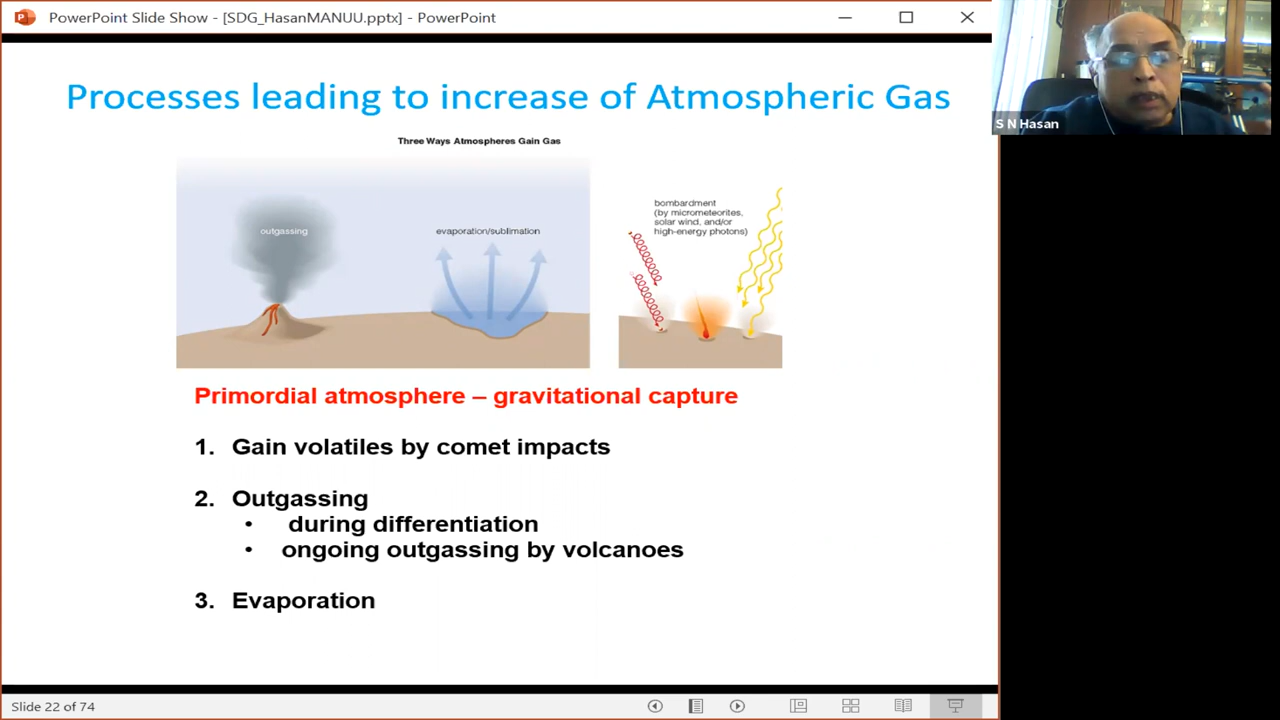 PowerPoint Slide Show - [SDG_HasanMANUU.pptx] - PowerPoint
S N Hasan
Processes leading to increase of Atmospheric Gas
Three Ways Atmospheres Gain Gas
outgassing
evaporation/sublimation
bombardment
(by micrometeorites,
solar wind, and/or
high-energy photons)
Primordial atmosphere – gravitational capture
1. Gain volatiles by comet impacts
2. Outgassing
• during differentiation
• ongoing outgassing by volcanoes
3. Evaporation
Slide 22 of 74